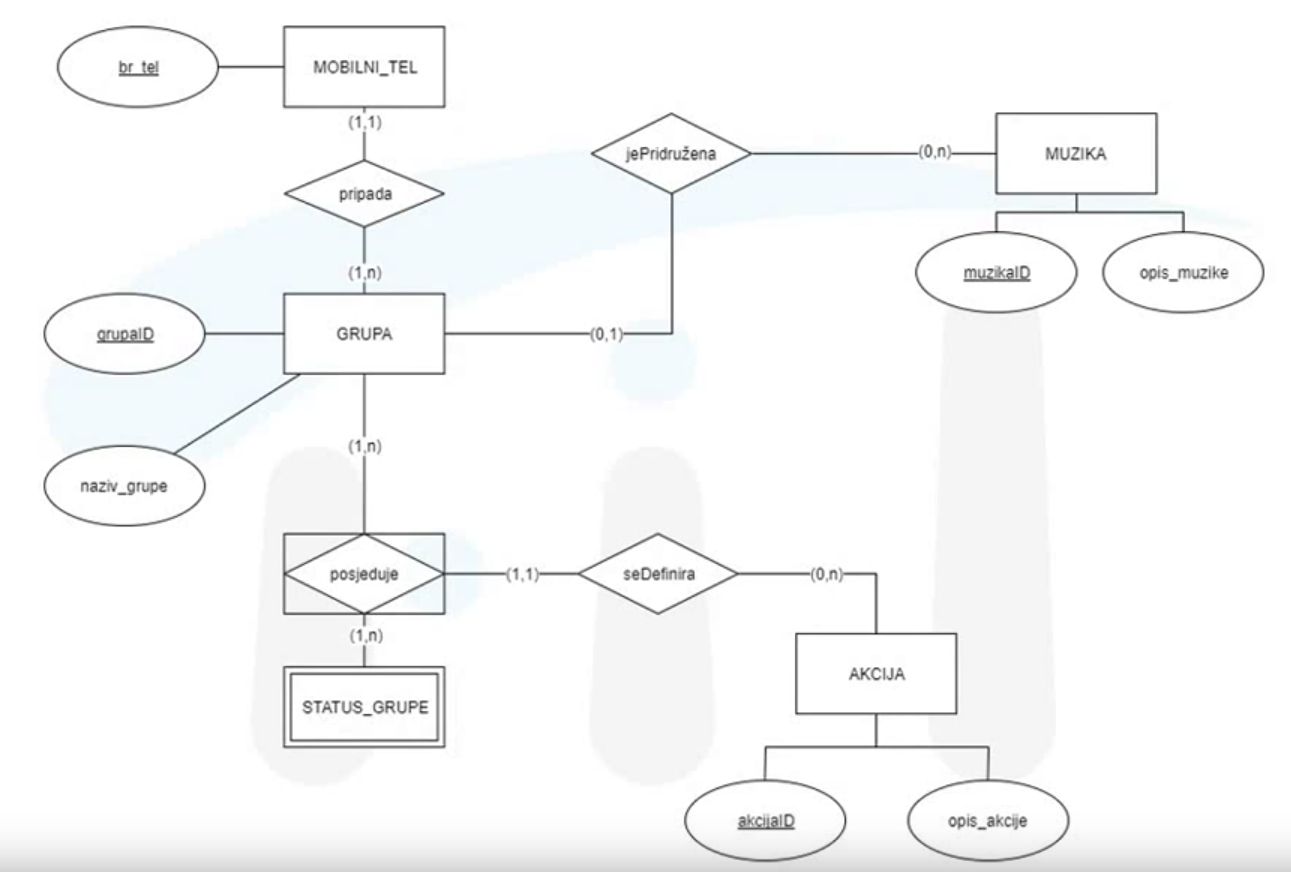 br_tel
MOBILNI_TEL
(1,1)
pripada
(1,n)
jePridružena
(0,n)
MUZIKA
muzikaID
opis_muzike
grupaID
GRUPA
(0,1)
naziv_grupe
(1,n)
posjeduje
(1,1)
seDefinira
(0,n)
(1,n)
STATUS_GRUPE
AKCIJA
akcijaID
opis_akcije